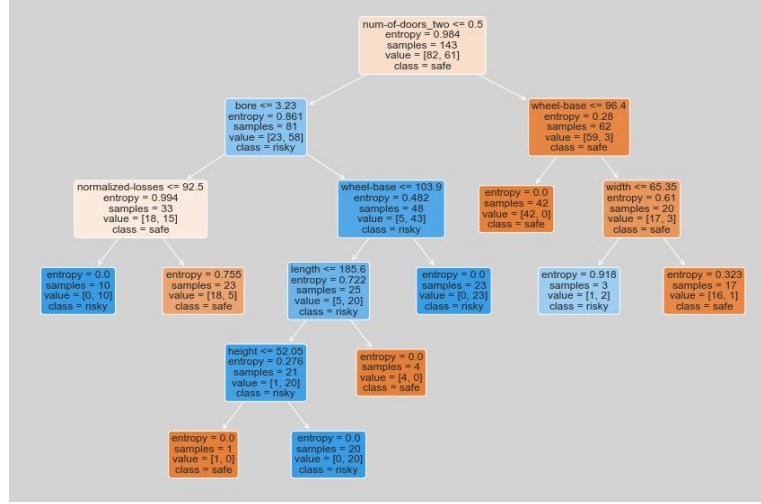 num-of-doors_two <= 0.5
entropy = 0.984
samples = 143
value = [82, 61]
class = safe
bore <= 3.23
entropy = 0.861
samples = 81
value = [23, 58]
class = risky
wheel-base <= 96.4
entropy = 0.28
samples = 62
value = [59, 3]
class = safe
normalized-losses <= 92.5
entropy = 0.994
samples = 33
value = [18, 15]
class = safe
wheel-base <= 103.9
entropy = 0.482
samples = 48
value = [5, 43]
class = risky
entropy = 0.0
samples = 42
value = [42, 0]
class = safe
width <= 65.35
entropy = 0.61
samples = 20
value = [17, 3]
class = safe
entropy = 0.0
samples = 10
value = [0, 10]
class = risky
entropy = 0.755
samples = 23
value = [18, 5]
class = safe
length <= 185.6
entropy = 0.722
samples = 25
value = [5, 20]
class = risky
entropy = 0.0
samples = 23
value = [0, 23]
class = risky
entropy = 0.918
samples = 3
value = [1, 2]
class = risky
entropy = 0.323
samples = 17
value = [16, 1]
class = safe
height <= 52.05
entropy = 0.276
samples = 21
value = [1, 20]
class = risky
entropy = 0.0
samples = 4
value = [4, 0]
class = safe
entropy = 0.0
samples = 1
value = [1, 0]
class = safe
entropy = 0.0
samples = 20
value = [0, 20]
class = risky